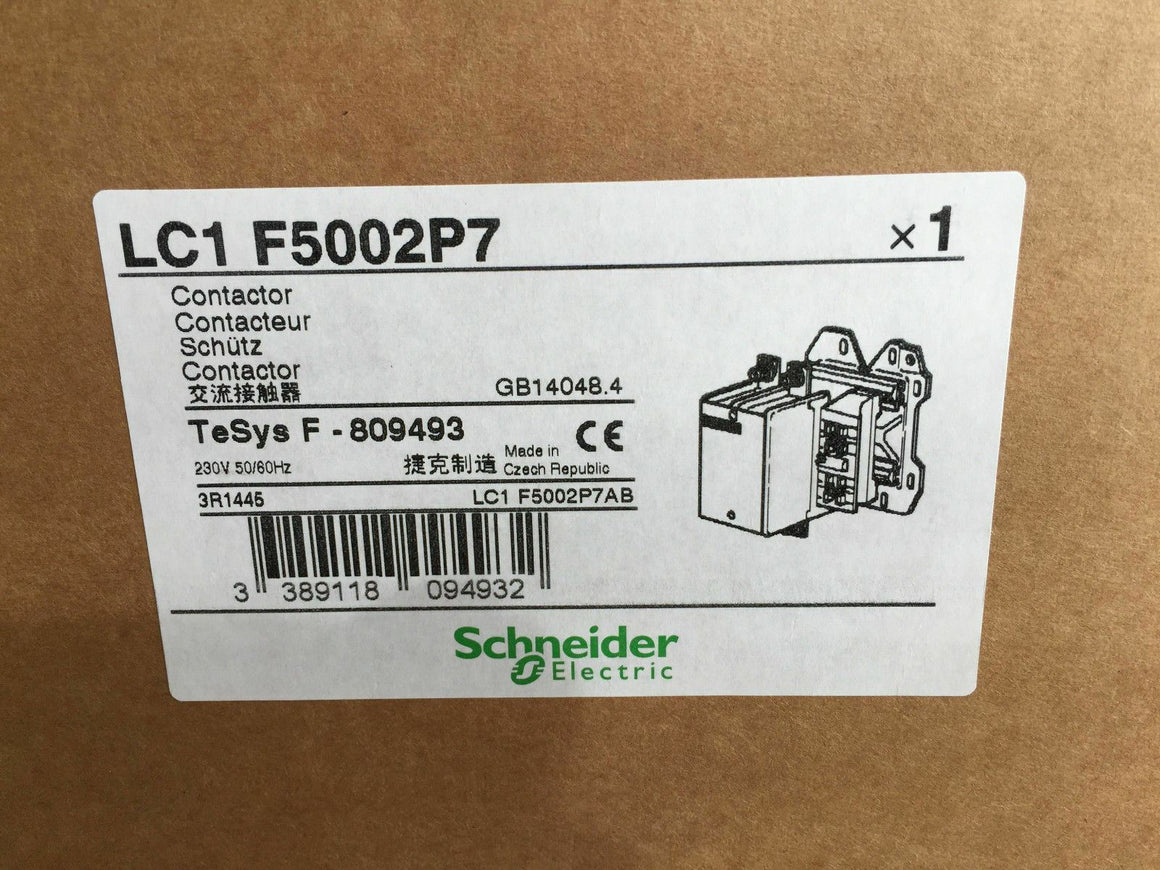 LC1 F5002P7 ×1
Contactor
Contacteur
Schütz
Contactor
交流接触器 GB14048.4
TeSys F - 809493 CE
230V 50/60Hz 捷克制造 Made in Czech Republic
3R1445 LC1 F5002P7AB
3 389118 094932
Schneider
Electric